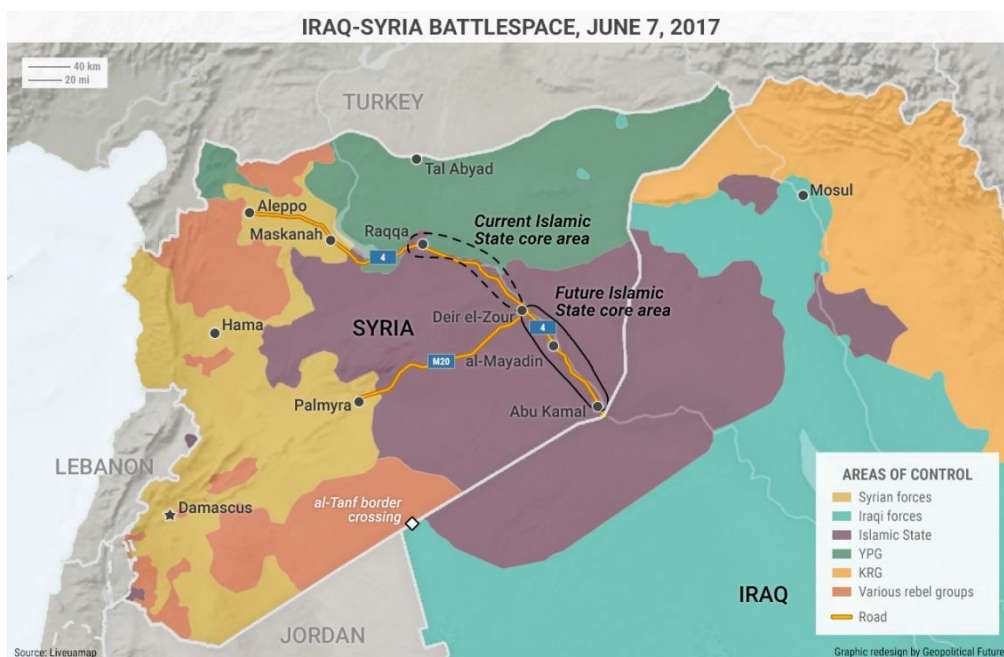 IRAQ-SYRIA BATTLESPACE, JUNE 7, 2017
40 km
20 mi
TURKEY
Tal Abyad
Mosul
Aleppo
Maskanah
Raqqa
4
Current Islamic
State core area
Future Islamic
State core area
Hama
SYRIA
Deir el-Zour
4
al-Mayadin
M20
Palmyra
Abu Kamal
LEBANON
Damascus
al-Tanf border
crossing
JORDAN
IRAQ
AREAS OF CONTROL
Syrian forces
Iraqi forces
Islamic State
YPG
KRG
Various rebel groups
Road
Source: Liveuamap
Graphic redesign by Geopolitical Future